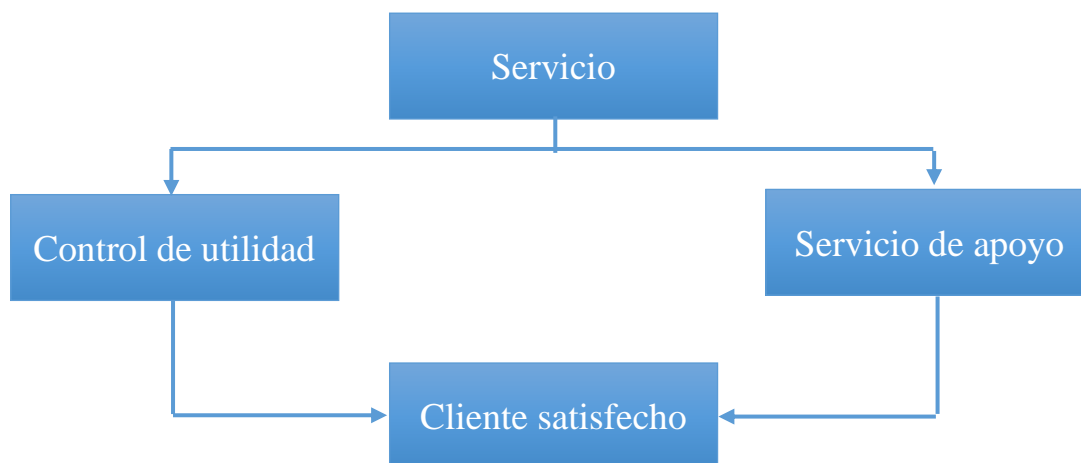 Servicio
Control de utilidad
Servicio de apoyo
Cliente satisfecho